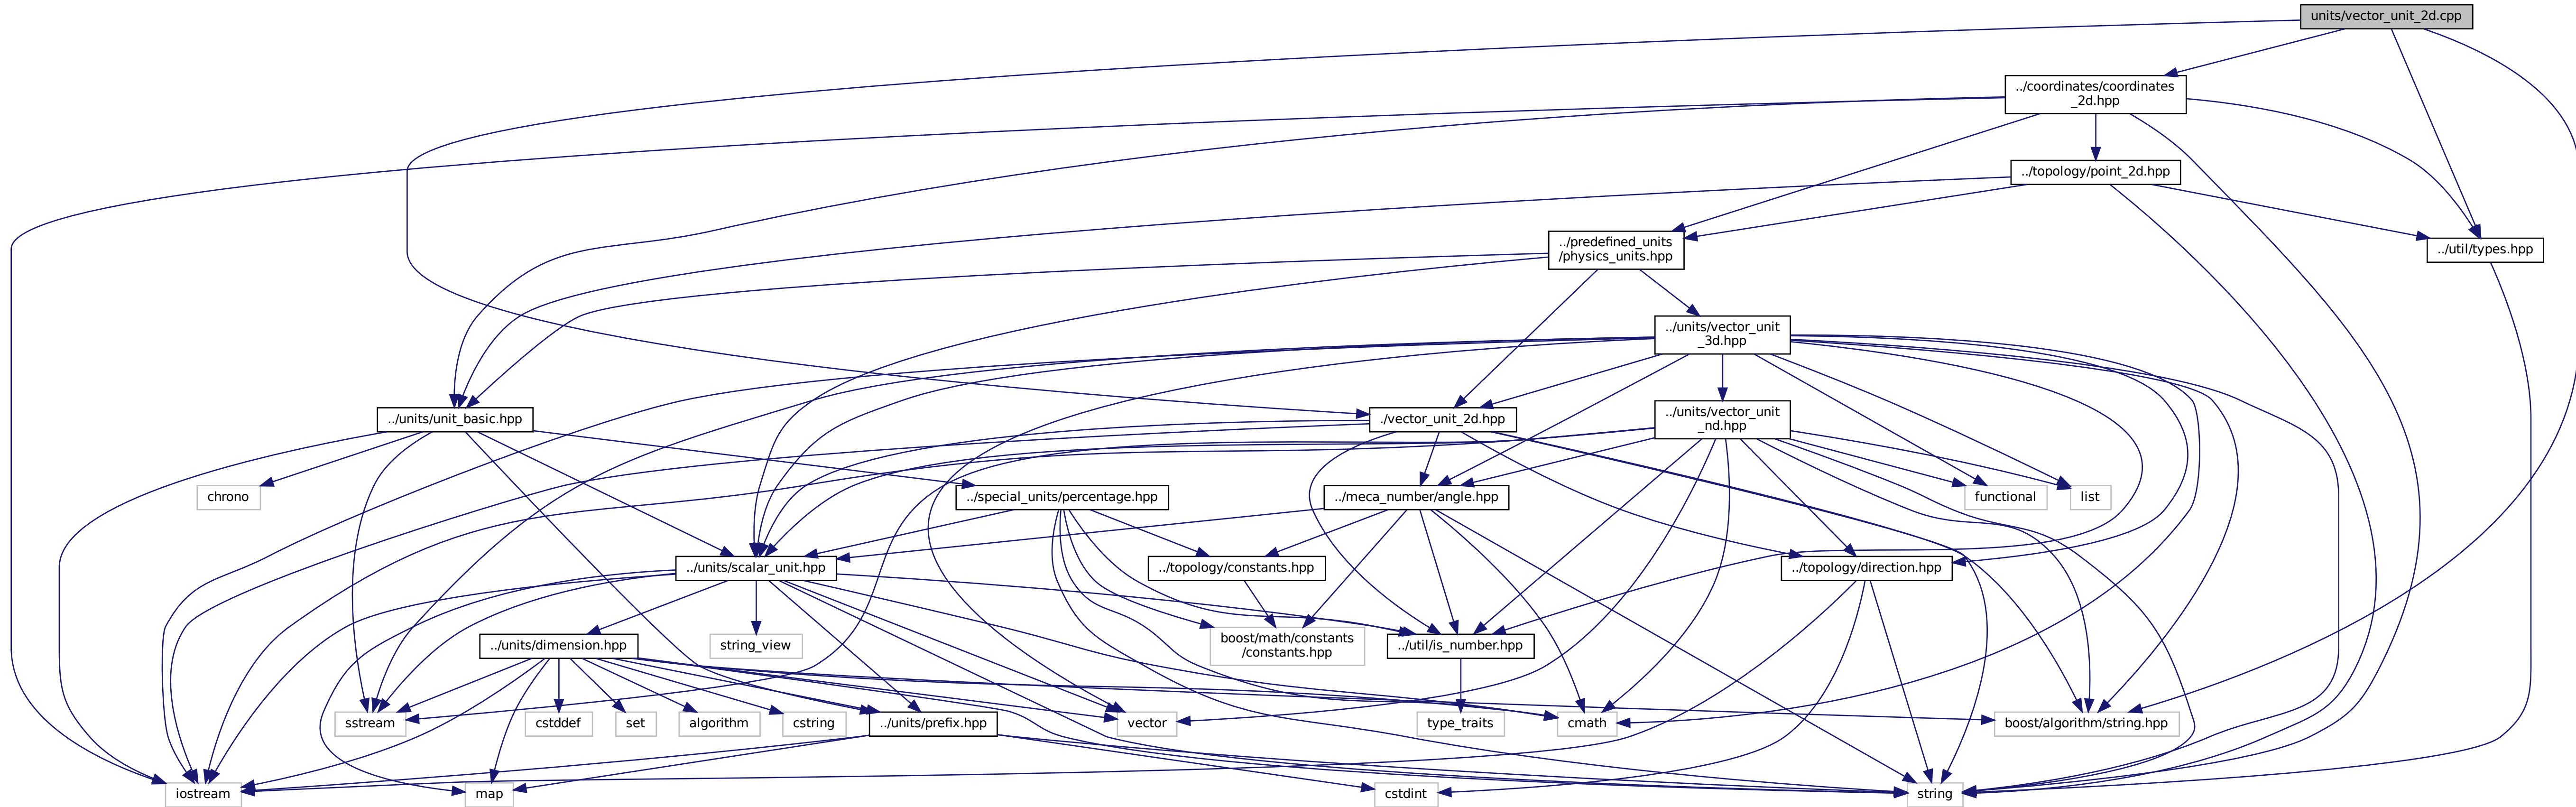 units/vector_unit_2d.cpp
../coordinates/coordinates
_2d.hpp
../topology/point_2d.hpp
../predefined_units
/physics_units.hpp
../util/types.hpp
../units/vector_unit
_3d.hpp
../units/unit_basic.hpp
./vector_unit_2d.hpp
../units/vector_unit
_nd.hpp
chrono
../special_units/percentage.hpp
../meca_number/angle.hpp
functional
list
../units/scalar_unit.hpp
../topology/constants.hpp
../topology/direction.hpp
../units/dimension.hpp
string_view
boost/math/constants
/constants.hpp
../util/is_number.hpp
sstream
cstddef
set
algorithm
cstring
../units/prefix.hpp
vector
type_traits
cmath
boost/algorithm/string.hpp
iostream
map
cstdint
string